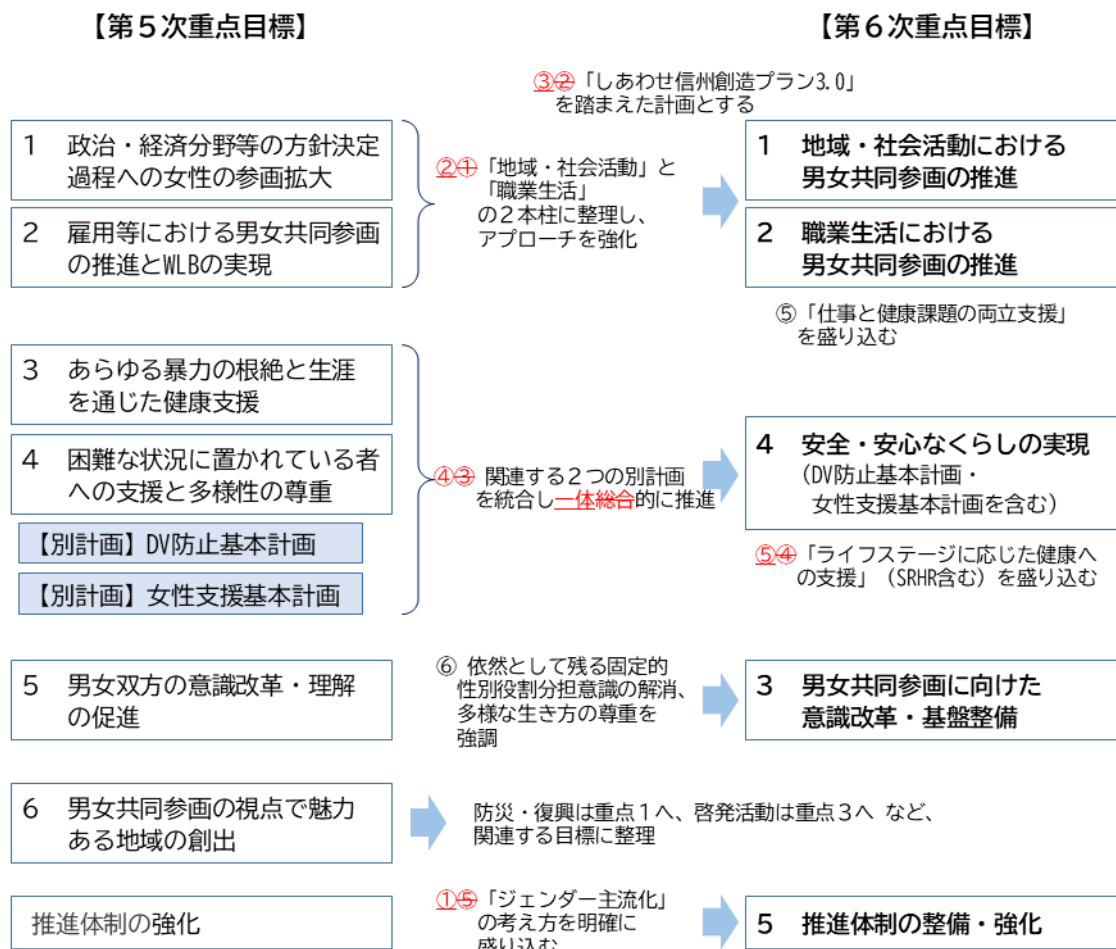 【第５次重点目標】
【第６次重点目標】
③②「しあわせ信州創造プラン3.0」
を踏まえた計画とする
1 政治・経済分野等の方針決定
過程への女性の参画拡大
2 雇用等における男女共同参画
の推進とWLBの実現
②①「地域・社会活動」と
「職業生活」
の２本柱に整理し、
アプローチを強化
1 地域・社会活動における
男女共同参画の推進
2 職業生活における
男女共同参画の推進
⑤「仕事と健康課題の両立支援」
を盛り込む
3 あらゆる暴力の根絶と生涯
を通じた健康支援
4 困難な状況に置かれている者
への支援と多様性の尊重
【別計画】DV防止基本計画
【別計画】女性支援基本計画
④③ 関連する２つの別計画
を統合し一体総合的に推進
4 安全・安心なくらしの実現
（DV防止基本計画・
女性支援基本計画を含む）
⑤④「ライフステージに応じた健康へ
の支援」（SRHR含む）を盛り込む
5 男女双方の意識改革・理解
の促進
⑥ 依然として残る固定的
性別役割分担意識の解消、
多様な生き方の尊重を
強調
3 男女共同参画に向けた
意識改革・基盤整備
6 男女共同参画の視点で魅力
ある地域の創出
防災・復興は重点１へ、啓発活動は重点３へ など、
関連する目標に整理
推進体制の強化
①⑤「ジェンダー主流化」
の考え方を明確に
盛り込む
5 推進体制の整備・強化